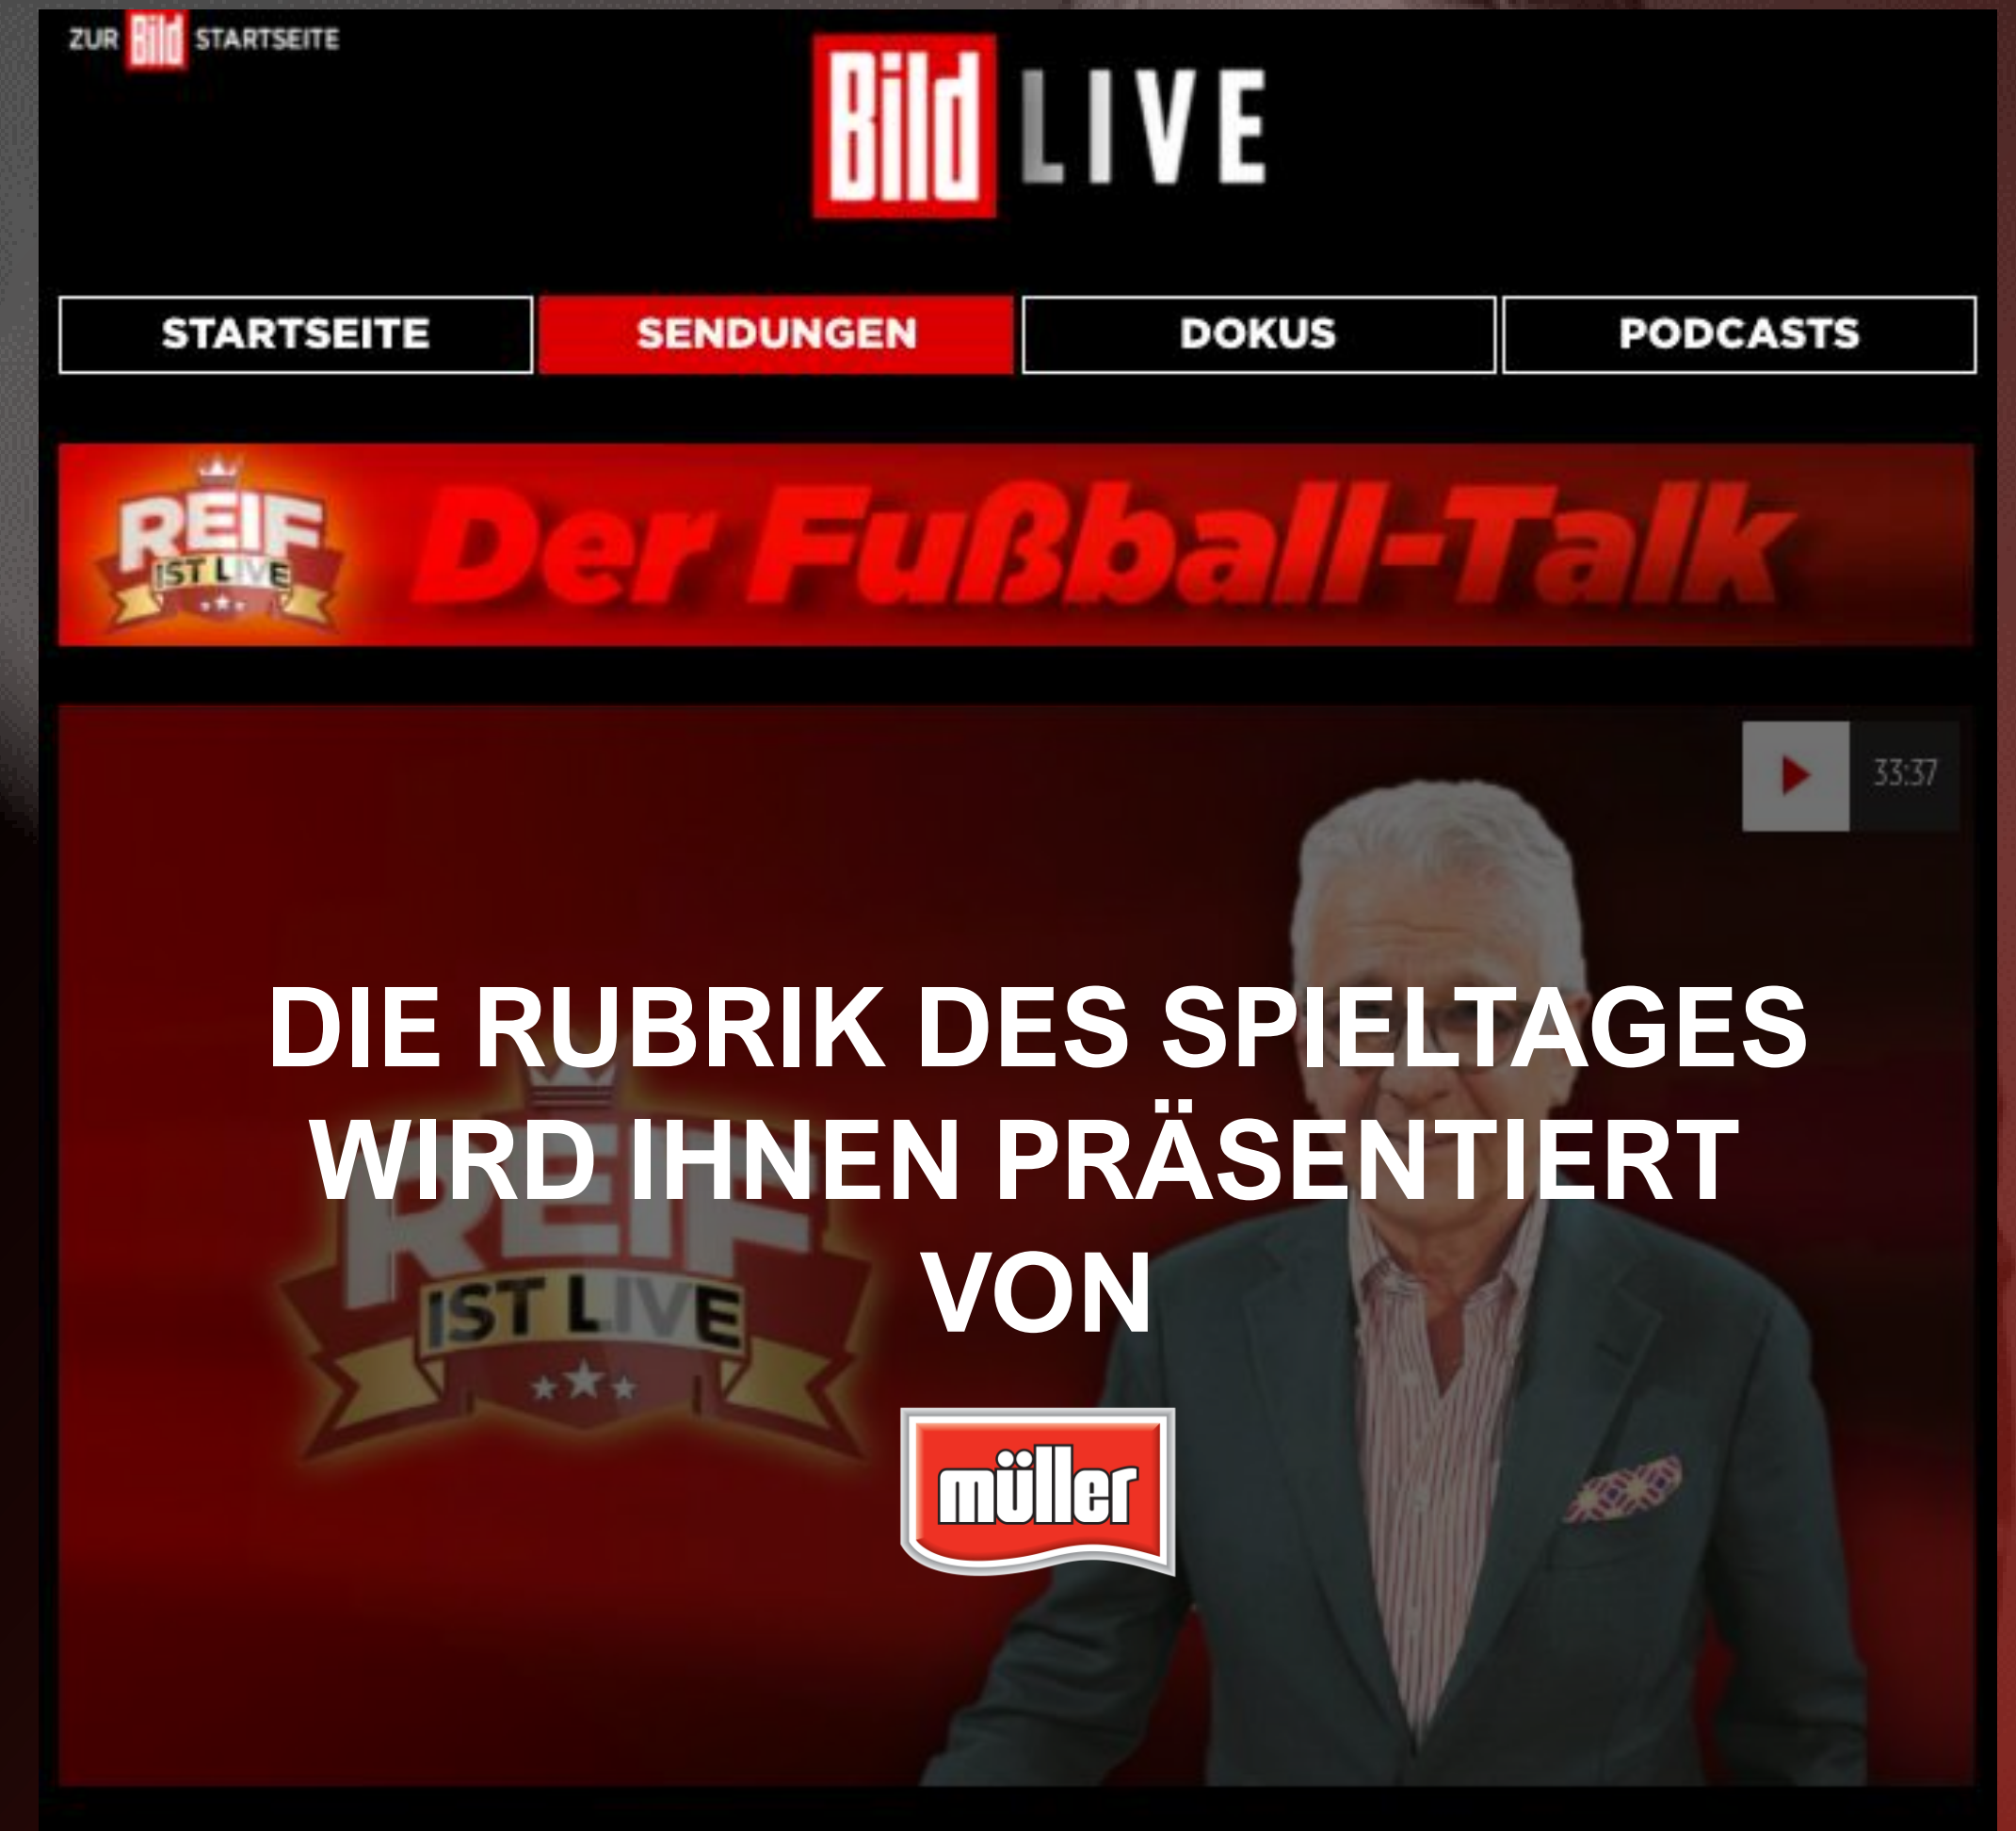 ZUR Bild STARTSEITE
Bild LIVE
STARTSEITE
SENDUNGEN
DOKUS
PODCASTS
REIF
IST LIVE
Der Fußball-Talk
33:37
DIE RUBRIK DES SPIELTAGES
WIRD IHNEN PRÄSENTIERT
VON
REIF
IST LIVE
müller